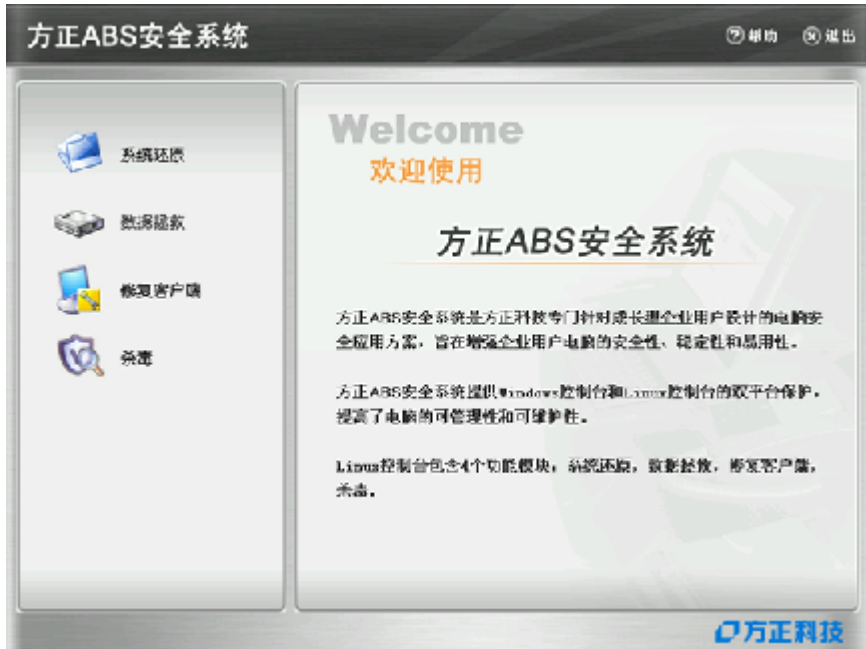 方正ABS安全系统
帮助 退出
系统还原
数据拯救
修复客户端
杀毒
Welcome
欢迎使用
方正ABS安全系统
方正ABS安全系统是方正科技专门针对成长型企业用户设计的电脑安
全应用方案，旨在增强企业用户电脑的安全性、稳定性和易用性。
方正ABS安全系统提供Windows控制台和Linux控制台的双平台保护，
提高了电脑的可管理性和可维护性。
Linux控制台包含4个功能模块：系统还原，数据拯救，修复客户端，
杀毒。
方正科技